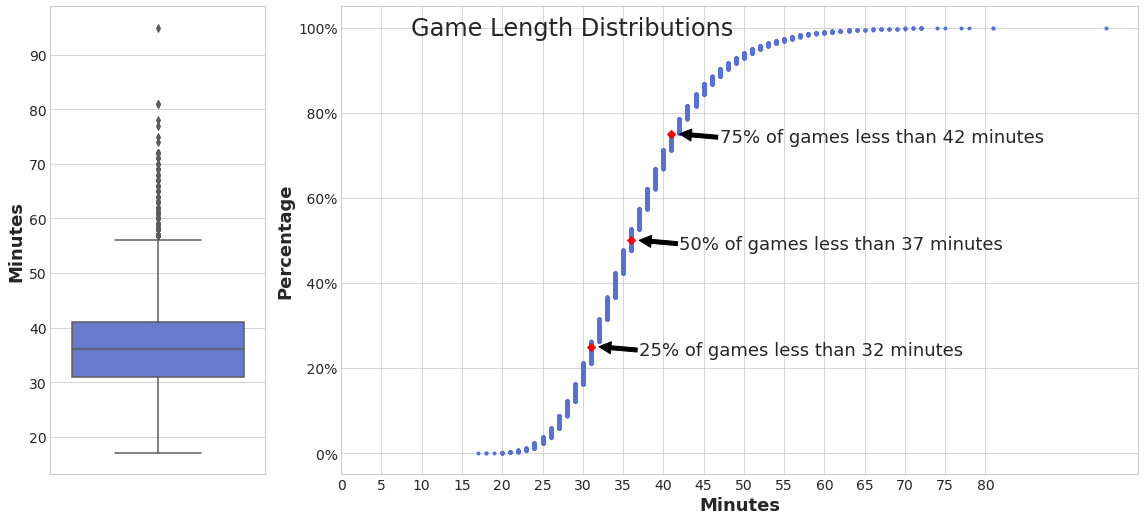 Game Length Distributions
Minutes
90
80
70
60
50
40
30
20
Percentage
100%
80%
60%
40%
20%
0%
75% of games less than 42 minutes
50% of games less than 37 minutes
25% of games less than 32 minutes
0 5 10 15 20 25 30 35 40 45 50 55 60 65 70 75 80
Minutes